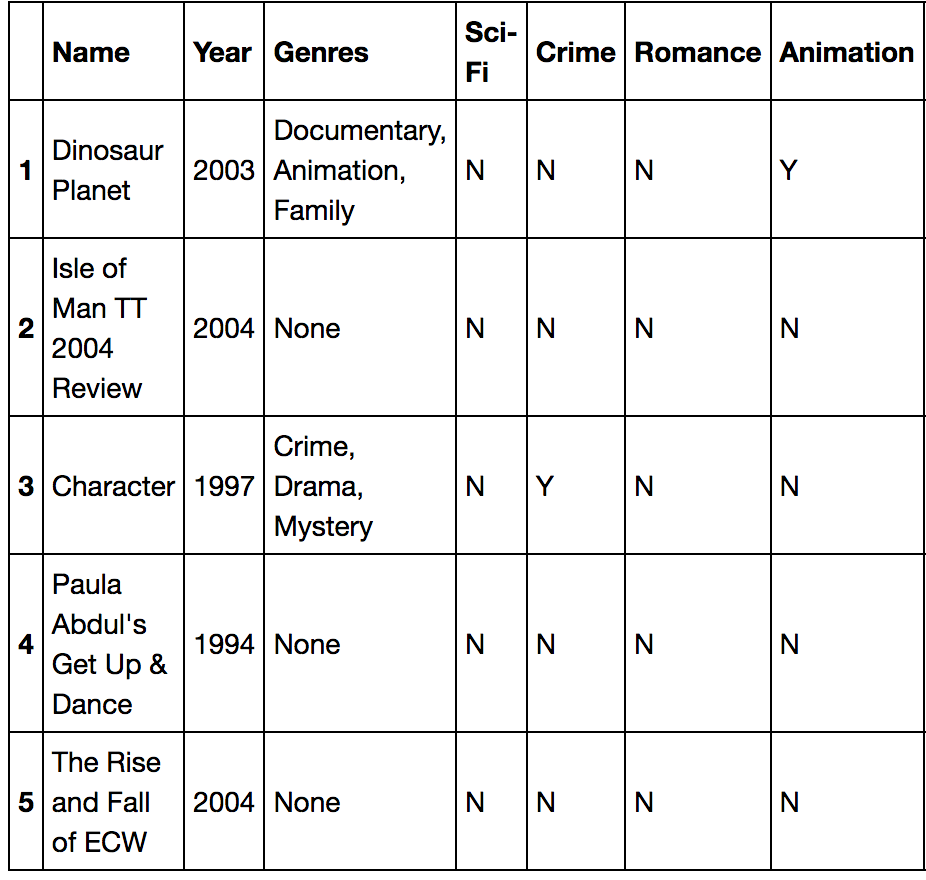 Name Year Genres Sci-Fi Crime Romance Animation
1 Dinosaur Planet 2003 Documentary, Animation, Family N N N Y
2 Isle of Man TT 2004 Review 2004 None N N N N
3 Character 1997 Crime, Drama, Mystery N Y N N
4 Paula Abdul's Get Up & Dance 1994 None N N N N
5 The Rise and Fall of ECW 2004 None N N N N